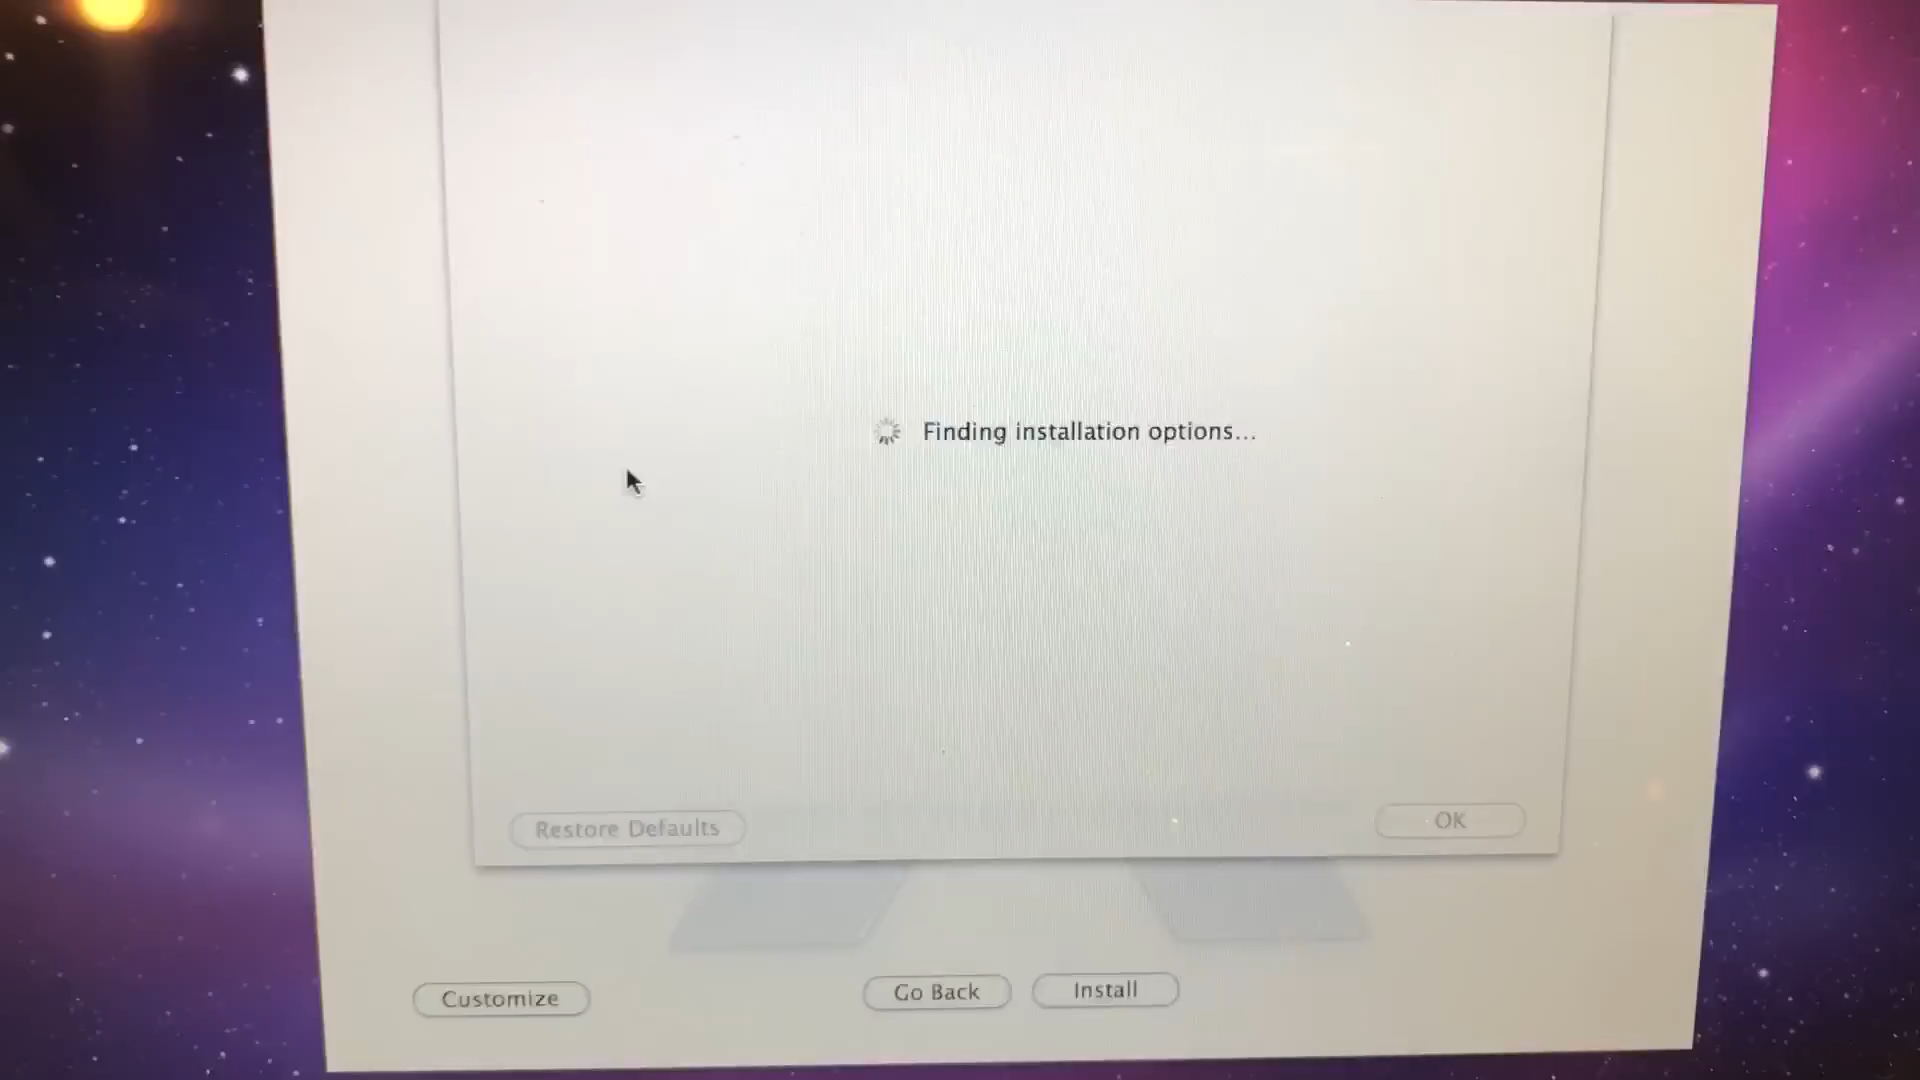 Finding installation options...
Restore Defaults
OK
Customize
Go Back
Install